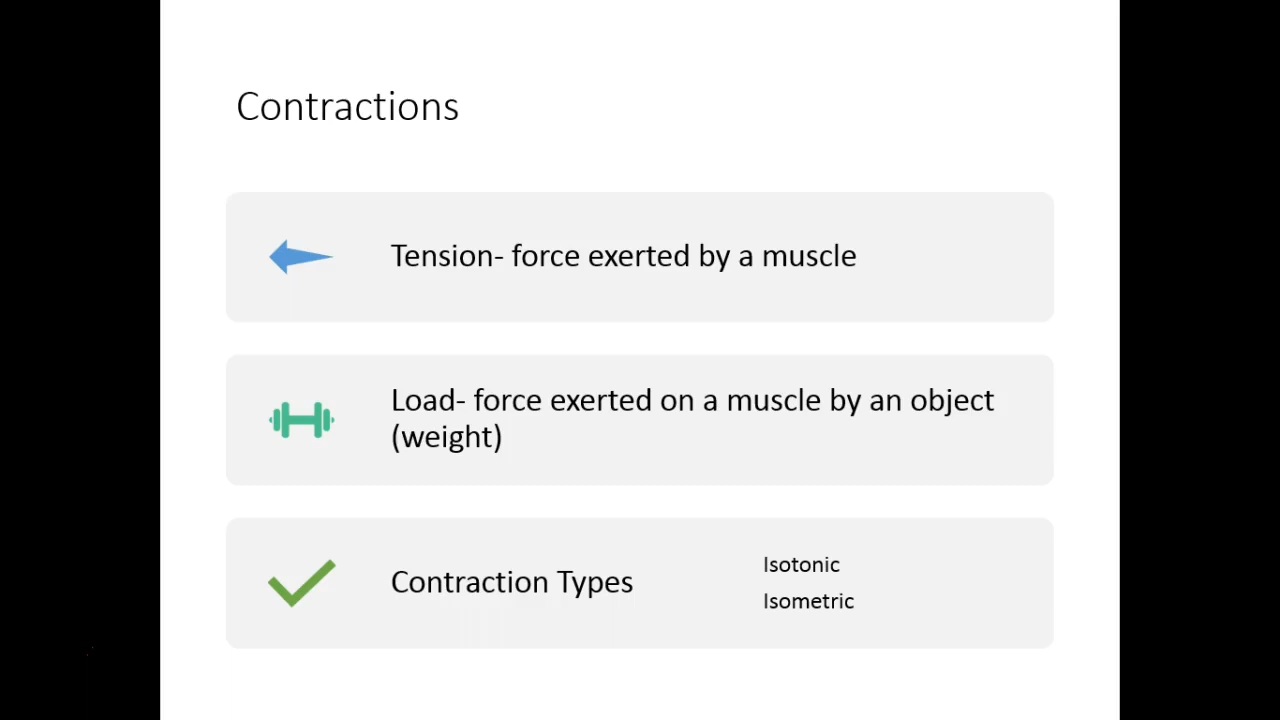 Contractions
Tension- force exerted by a muscle
Load- force exerted on a muscle by an object
(weight)
Contraction Types
Isotonic
Isometric